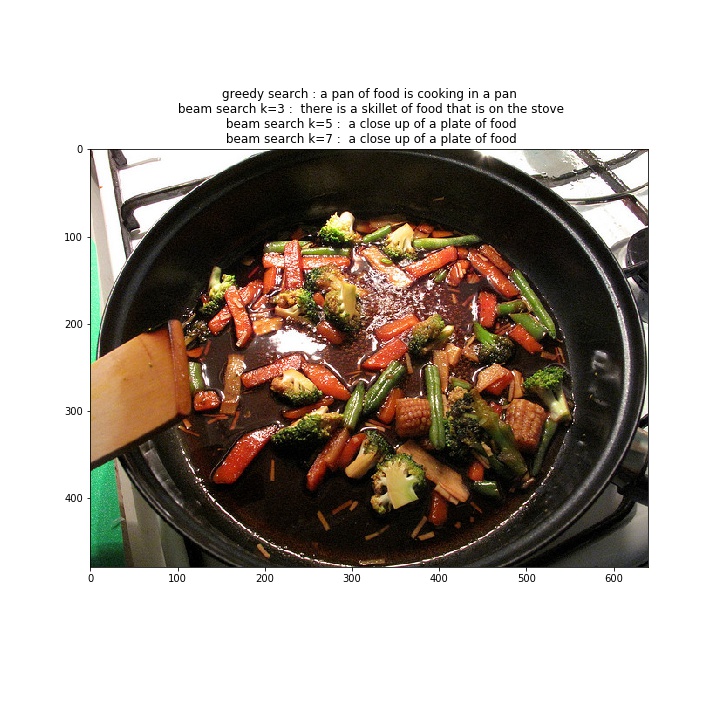 greedy search : a pan of food is cooking in a pan
beam search k=3 : there is a skillet of food that is on the stove
beam search k=5 : a close up of a plate of food
beam search k=7 : a close up of a plate of food
0
100
200
300
400
0 100 200 300 400 500 600